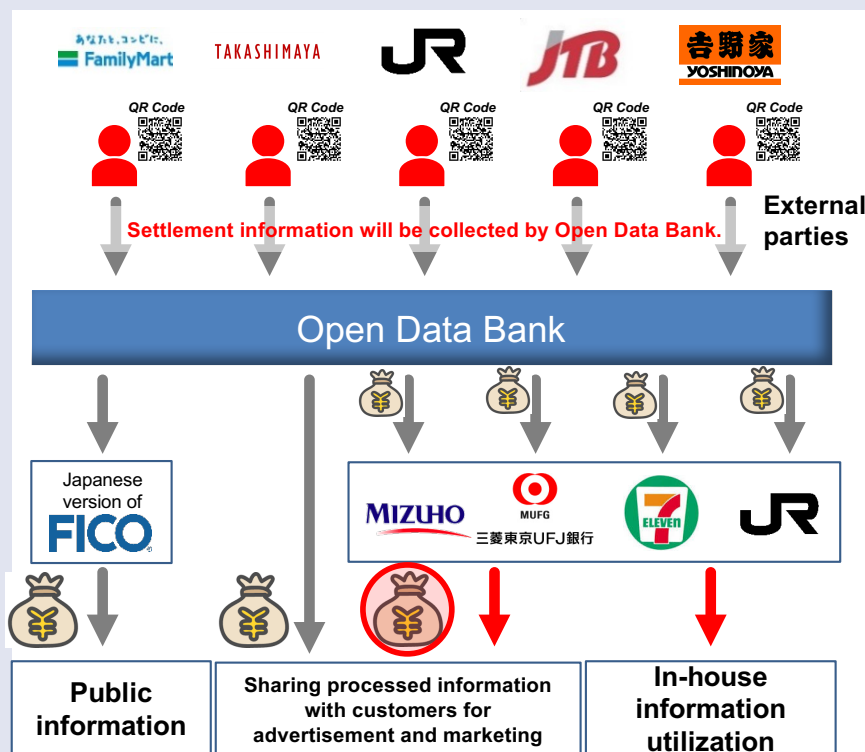 あなたと、コンビに、
FamilyMart
TAKASHIMAYA
JR
JTB
吉野家
YOSHINOYA
QR Code
QR Code
QR Code
QR Code
QR Code
External
parties
Settlement information will be collected by Open Data Bank.
Open Data Bank
¥
¥
¥
¥
Japanese
version of
FICO
MIZUHO
MUFG
三菱東京UFJ銀行
7
ELEVEN
JR
¥
¥
¥
Public
information
Sharing processed information
with customers for
advertisement and marketing
In-house
information
utilization